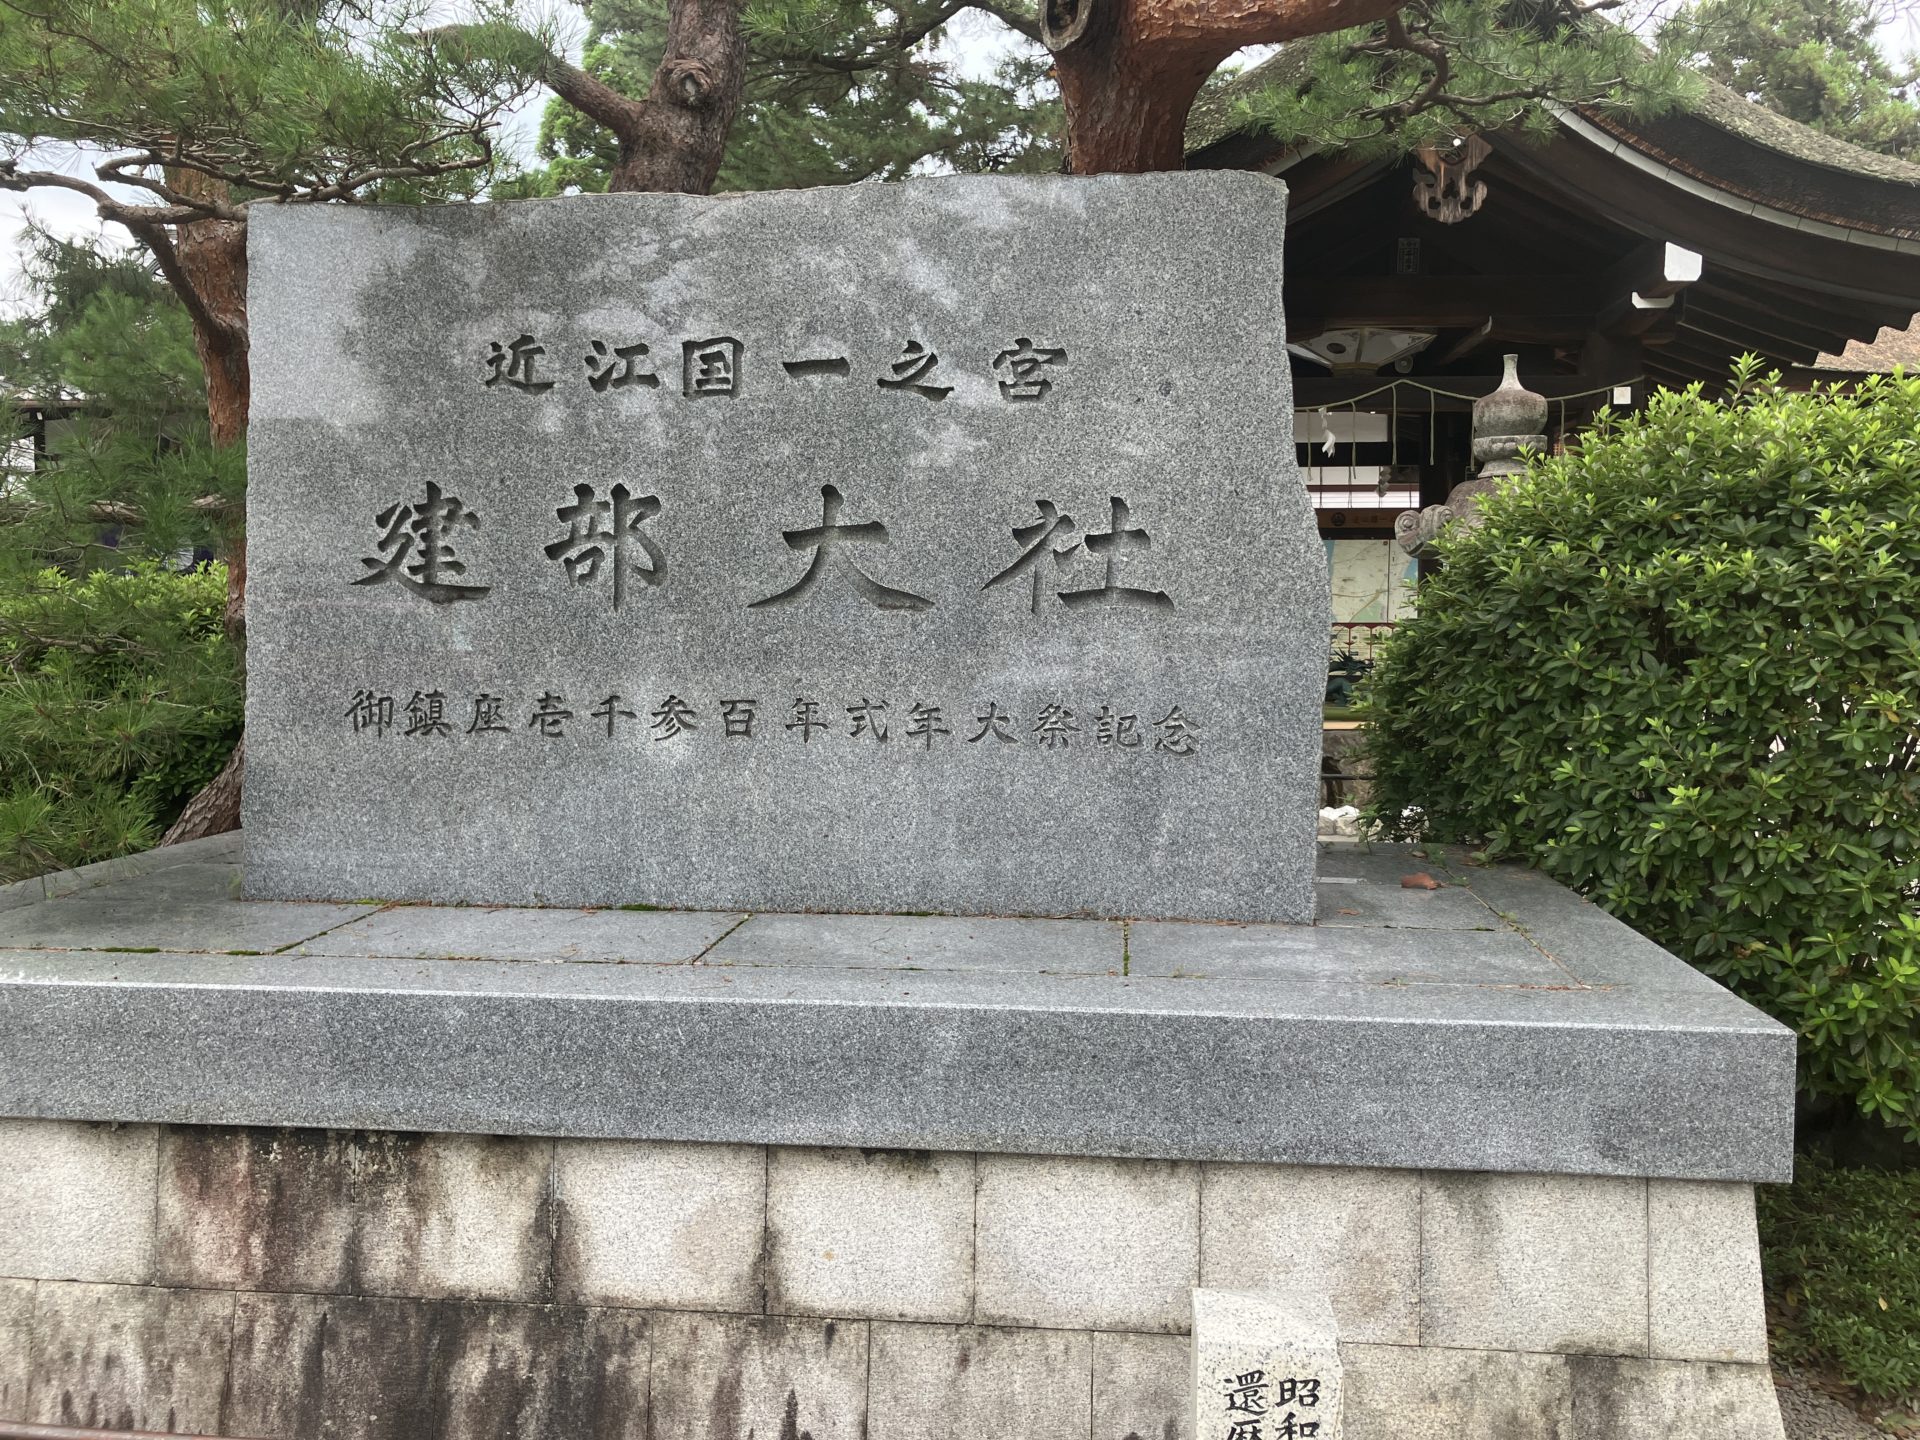 近江国一之宮
建部大社
御鎮座壱千参百年式年大祭記念
昭和
還暦